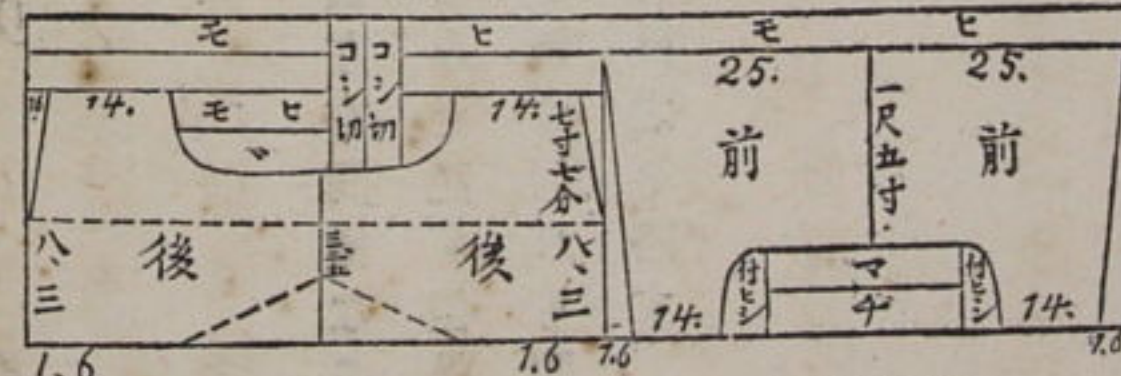 モ ヒ モ ヒ
コシ切
コシ切
14.
モ ヒ
〃
14.
七寸七分
25.
25.
前
一尺五寸.
前
八、三
後
後
八、三
14.
付ヒシ
マ
チ
付ヒシ
14.
1.6
1.6
1.6